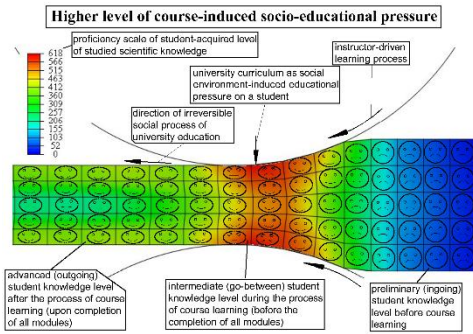 Higher level of course-induced socio-educational pressure
proficiency scale of student-acquired level
of studied scientific knowledge
618
566
515
463
412
360
309
257
206
154
103
52
0
instructor-driven
learning process
university curriculum as social
environment-induced educational
pressure on a student
direction of irreversible
social process of
university education
advanced (outgoing)
student knowledge level
after the process of course
learning (upon completion
of all modules)
intermediate (go-between) student
knowledge level during the process
of course learning (before the
completion of all modules)
preliminary (ingoing)
student knowledge
level before course
learning